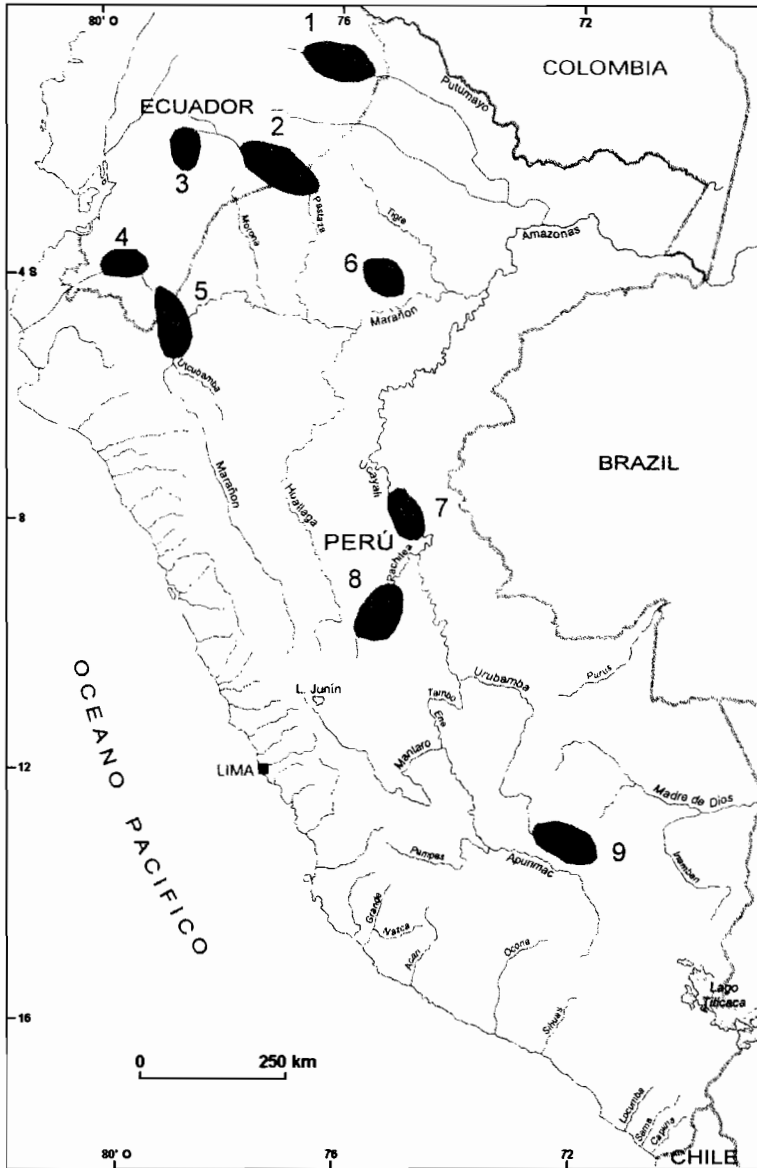 80° O
76
72
1
COLOMBIA
Putumayo
ECUADOR
2
3
Pastaza
Morona
Tigre
Amazonas
4
6
4 S
5
Marañon
Utcubamba
Marañon
Huallaga
Ucayali
BRAZIL
7
8
PERÚ
Pachitea
8
Urubamba
Purus
L. Junín
Tambo
Ene
Mantaro
LIMA
12
Madre de Dios
OCEANO PACIFICO
9
Pampas
Apurimac
Grande
Nazca
Ocona
Lago
Titicaca
16
Sihuas
0 250 km
Locumba
Sama
Caplina
80° O
76
72
CHILE